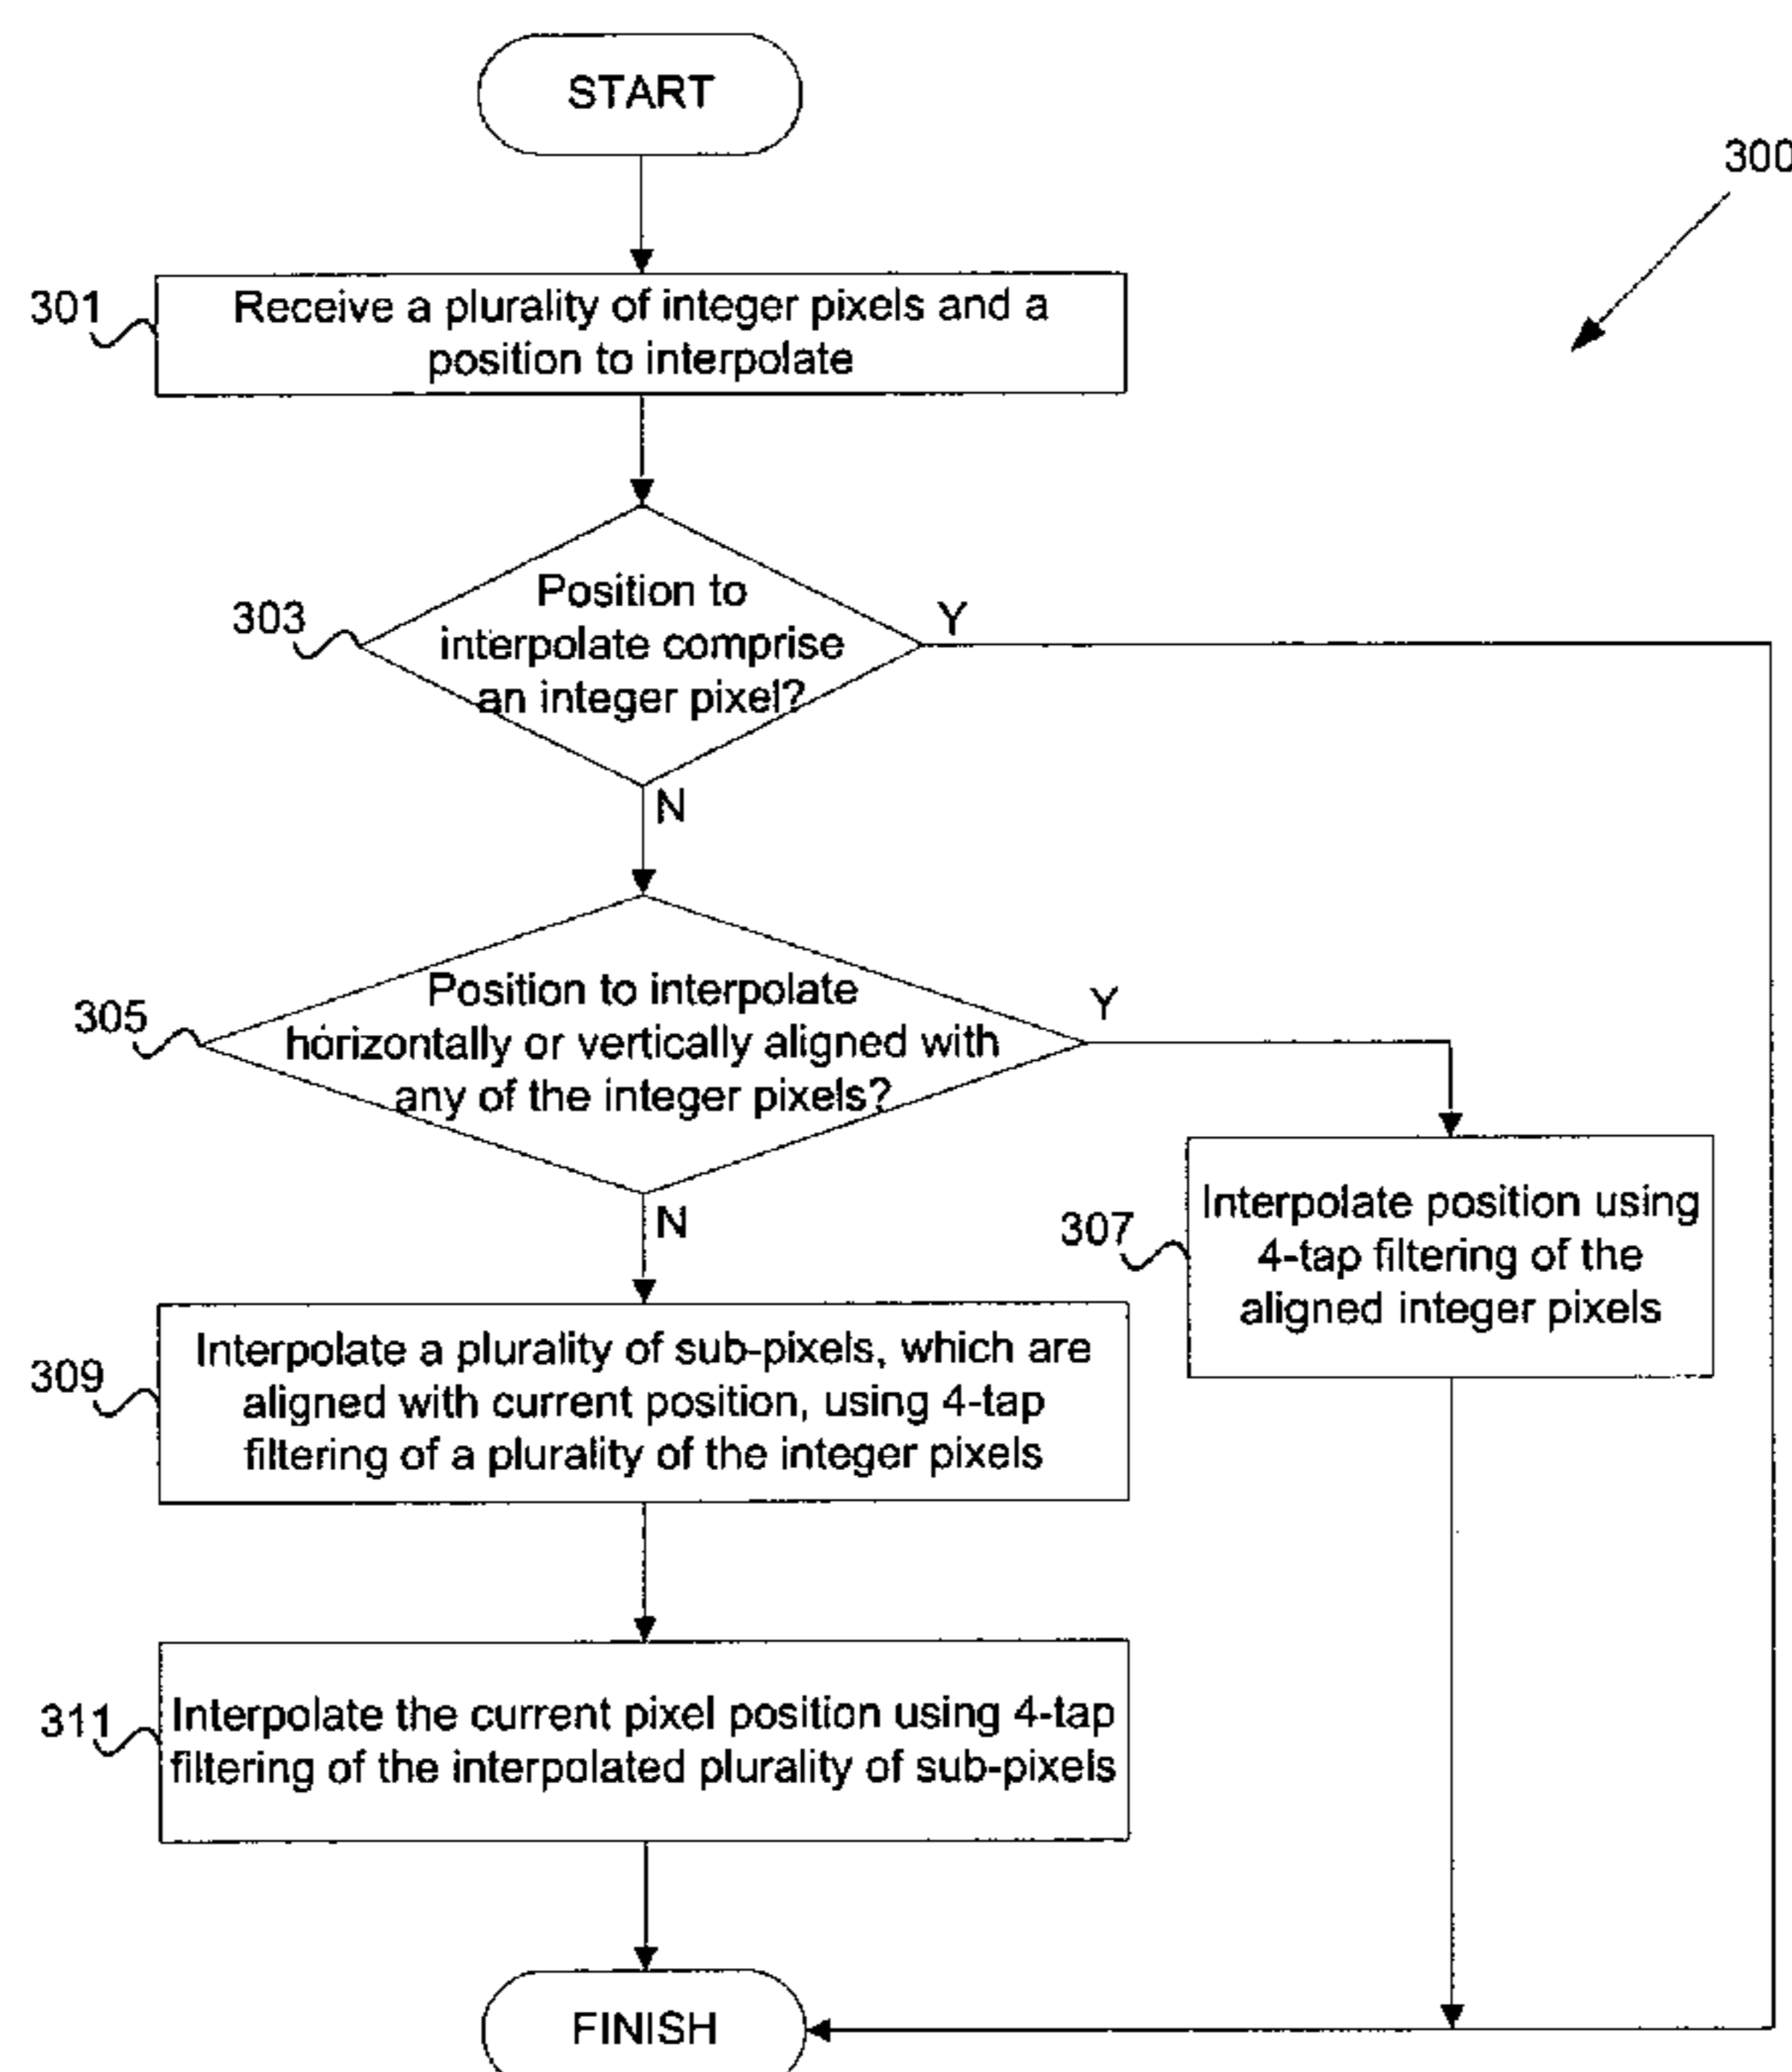 START
300
301
Receive a plurality of integer pixels and a
position to interpolate
303
Position to
interpolate comprise
an integer pixel?
Y
N
305
Position to interpolate
horizontally or vertically aligned with
any of the integer pixels?
Y
N
307
Interpolate position using
4-tap filtering of the
aligned integer pixels
309
Interpolate a plurality of sub-pixels, which are
aligned with current position, using 4-tap
filtering of a plurality of the integer pixels
311
Interpolate the current pixel position using 4-tap
filtering of the interpolated plurality of sub-pixels
FINISH